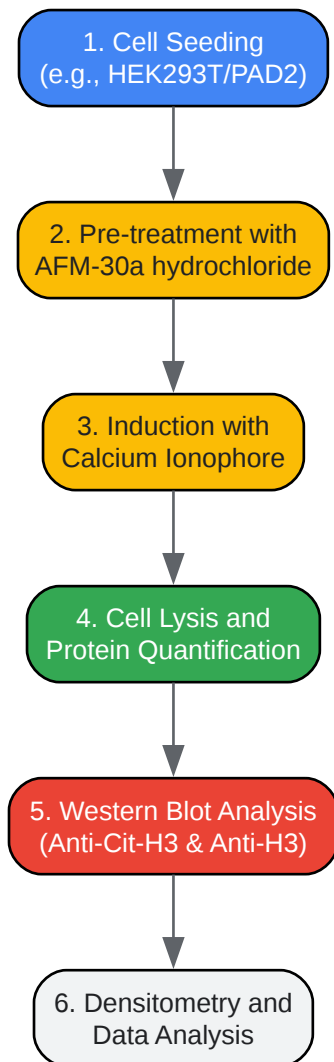 1. Cell Seeding
(e.g., HEK293T/PAD2)
2. Pre-treatment with
AFM-30a hydrochloride
3. Induction with
Calcium Ionophore
4. Cell Lysis and
Protein Quantification
5. Western Blot Analysis
(Anti-Cit-H3 & Anti-H3)
6. Densitometry and
Data Analysis